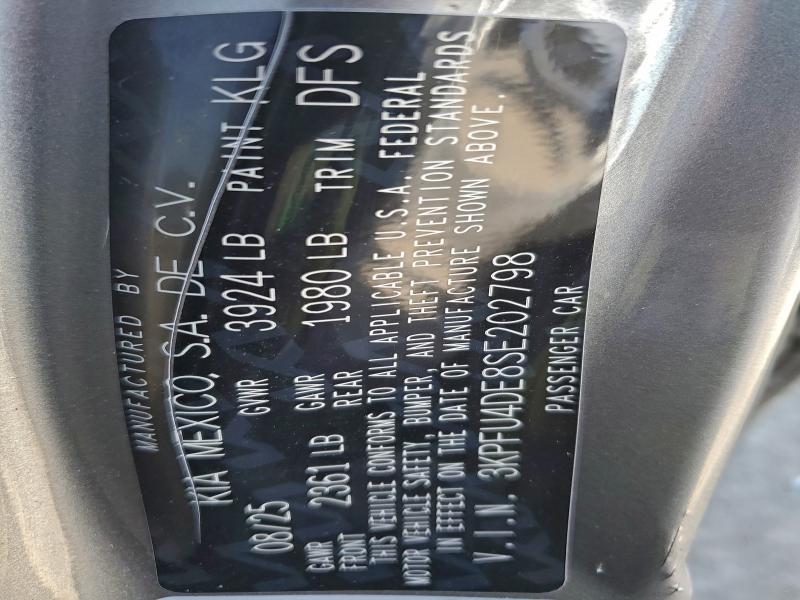 MANUFACTURED BY
KIA MEXICO, S.A. DE C.V.
08/25 GVWR 3924 LB PAINT KLG
GAWR FRONT 2361 LB GAWR REAR 1980 LB TRIM DFS
THIS VEHICLE CONFORMS TO ALL APPLICABLE U.S.A. FEDERAL
MOTOR VEHICLE SAFETY, BUMPER, AND THEFT PREVENTION STANDARDS
IN EFFECT ON THE DATE OF MANUFACTURE SHOWN ABOVE.
V.I.N. 3KPFU4DE8SE202798
PASSENGER CAR